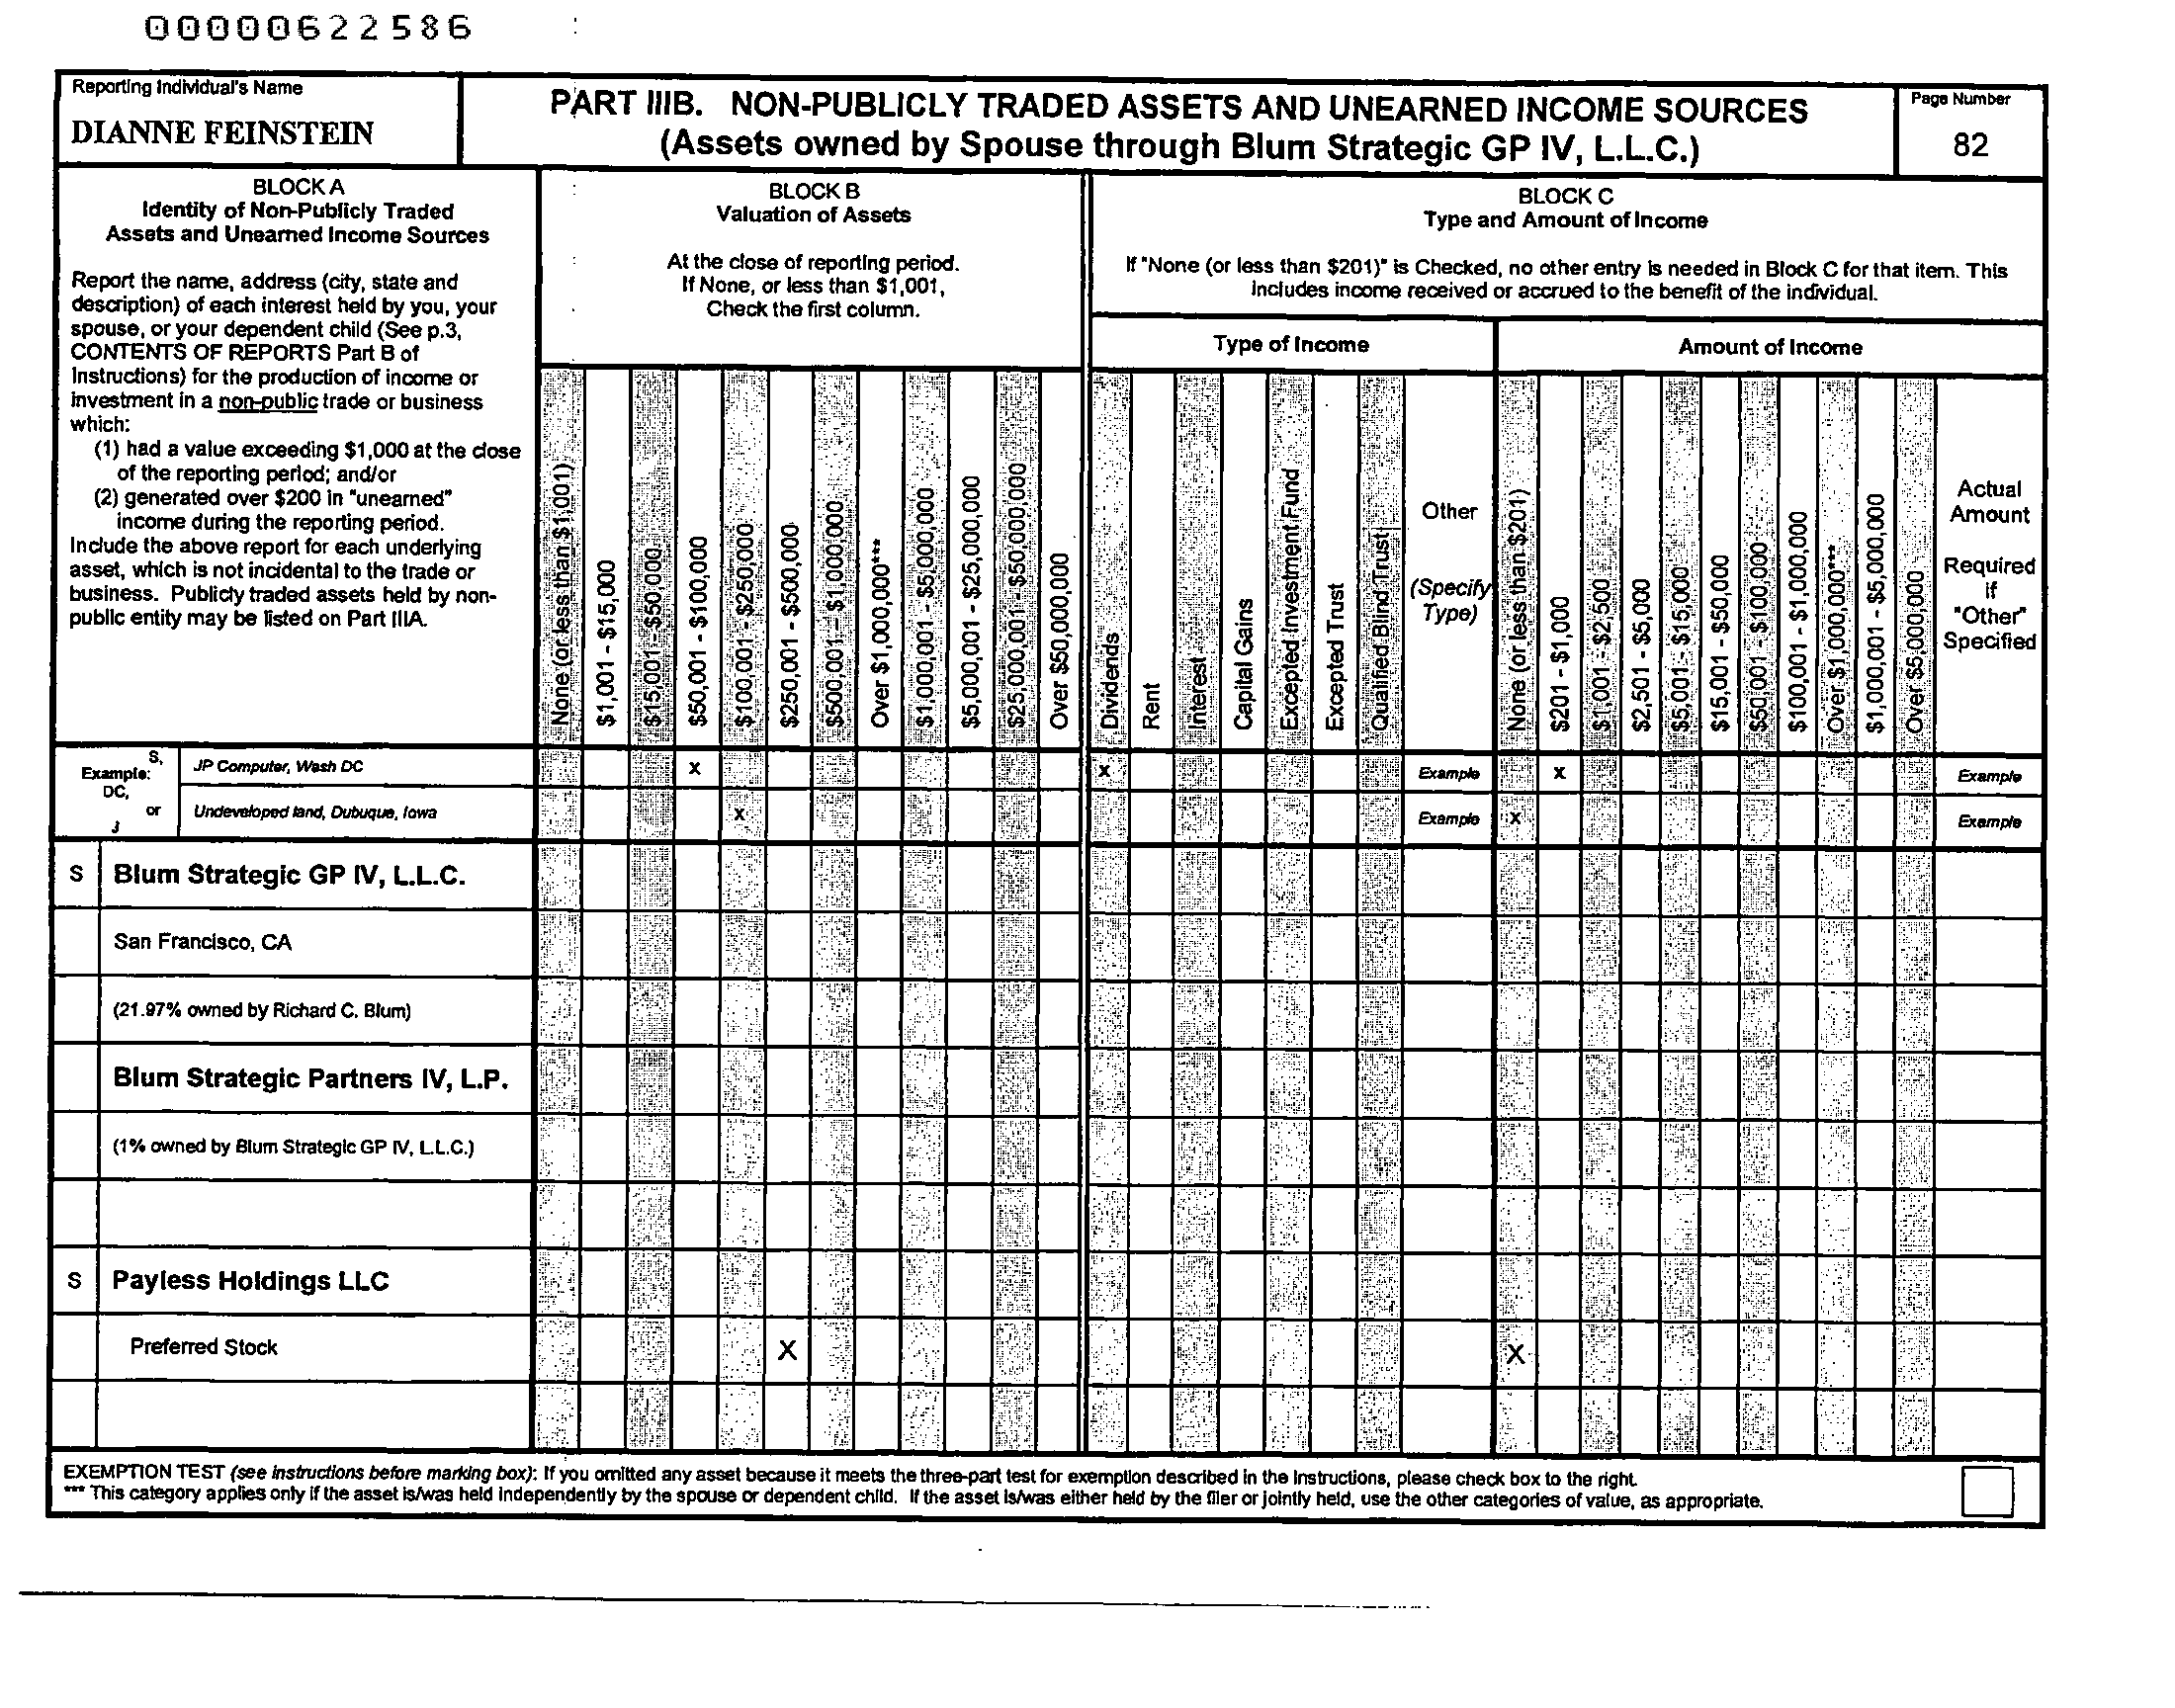 00000622586
Reporting Individual's Name
DIANNE FEINSTEIN
PART IIIB. NON-PUBLICLY TRADED ASSETS AND UNEARNED INCOME SOURCES
(Assets owned by Spouse through Blum Strategic GP IV, L.L.C.)
Page Number
82
BLOCK A
Identity of Non-Publicly Traded
Assets and Unearned Income Sources
Report the name, address (city, state and
description) of each interest held by you, your
spouse, or your dependent child (See p.3,
CONTENTS OF REPORTS Part B of
Instructions) for the production of income or
investment in a non-public trade or business
which:
(1) had a value exceeding $1,000 at the close
of the reporting period; and/or
(2) generated over $200 in "unearned"
income during the reporting period.
Include the above report for each underlying
asset, which is not incidental to the trade or
business. Publicly traded assets held by non-
public entity may be listed on Part IIIA.
BLOCK B
Valuation of Assets
At the close of reporting period.
If None, or less than $1,001,
Check the first column.
BLOCK C
Type and Amount of Income
If "None (or less than $201)" is Checked, no other entry is needed in Block C for that item. This
includes income received or accrued to the benefit of the individual.
Type of Income
Amount of Income
None (or less than $1,001)
$1,001 - $15,000
$15,001 - $50,000
$50,001 - $100,000
$100,001 - $250,000
$250,001 - $500,000
$500,001 - $1,000,000
Over $1,000,000***
$1,000,001 - $5,000,000
$5,000,001 - $25,000,000
$25,000,001 - $50,000,000
Over $50,000,000
Dividends
Rent
Interest
Capital Gains
Excepted Investment Fund
Excepted Trust
Qualified Blind Trust
Other
(Specify
Type)
None (or less than $201)
$201 - $1,000
$1,001 - $2,500
$2,501 - $5,000
$5,001 - $15,000
$15,001 - $50,000
$50,001 - $100,000
$100,001 - $1,000,000
Over $1,000,000***
$1,000,001 - $5,000,000
Over $5,000,000
Actual
Amount
Required
if
"Other"
Specified
S,
Example:
DC,
or
J
JP Computer, Wash DC
X
X
Example
X
Example
Undeveloped land, Dubuque, Iowa
X
Example
X
Example
S
Blum Strategic GP IV, L.L.C.
San Francisco, CA
(21.97% owned by Richard C. Blum)
Blum Strategic Partners IV, L.P.
(1% owned by Blum Strategic GP IV, L.L.C.)
S
Payless Holdings LLC
Preferred Stock
X
X
EXEMPTION TEST (see instructions before marking box): If you omitted any asset because it meets the three-part test for exemption described in the instructions, please check box to the right.
*** This category applies only if the asset is/was held independently by the spouse or dependent child. If the asset is/was either held by the filer or jointly held, use the other categories of value, as appropriate.